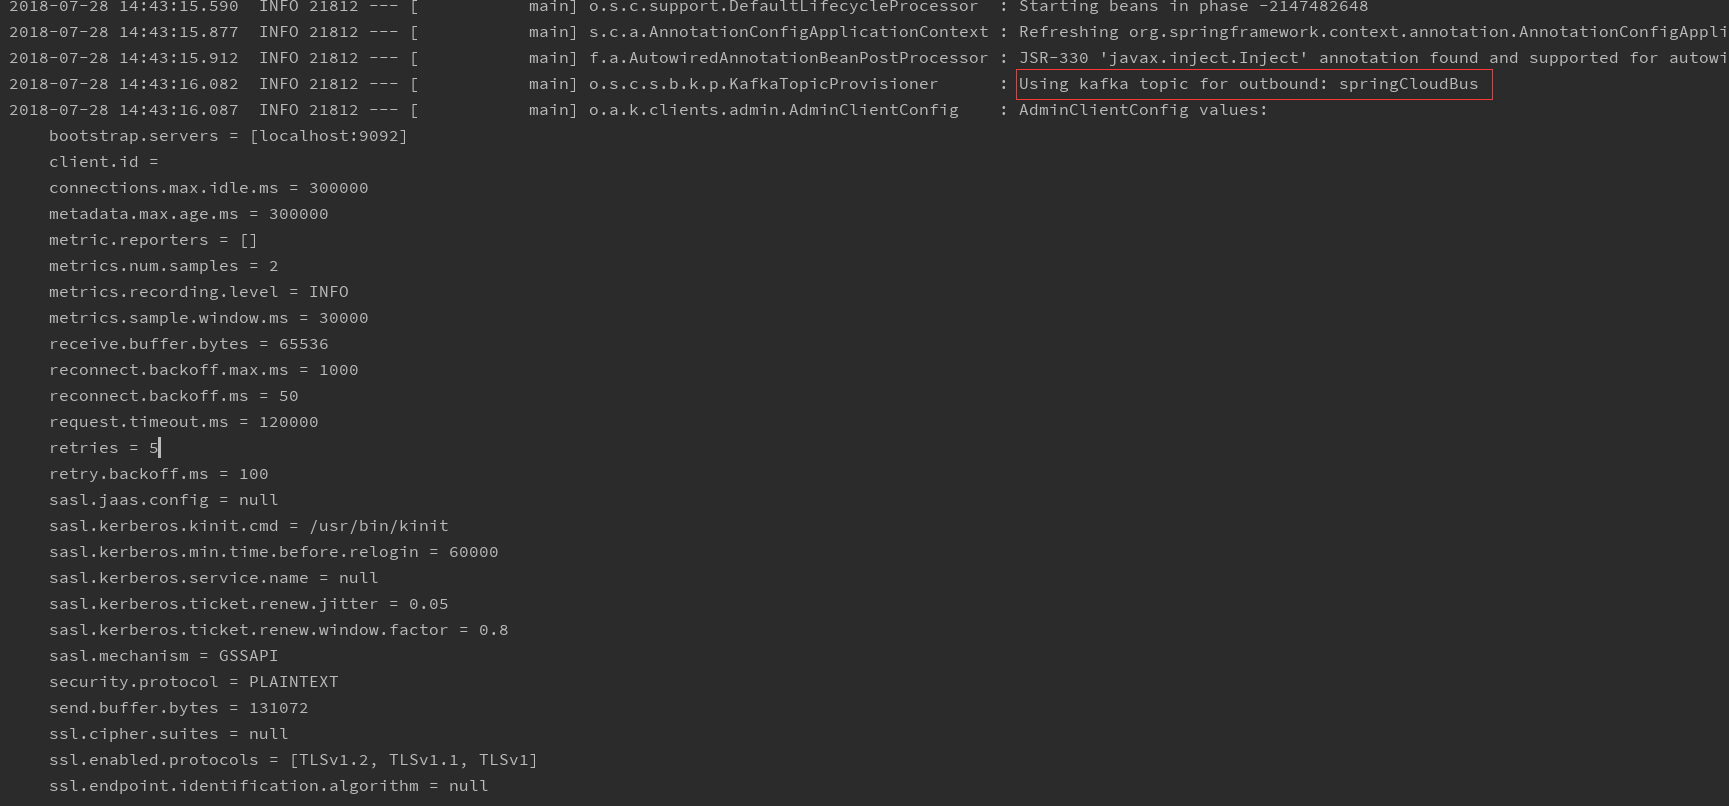 2018-07-28 14:43:15.590  INFO 21812 --- [           main] o.s.c.support.DefaultLifecycleProcessor  : Starting beans in phase -2147482648
2018-07-28 14:43:15.877  INFO 21812 --- [           main] s.c.a.AnnotationConfigApplicationContext : Refreshing org.springframework.context.annotation.AnnotationConfigAppli
2018-07-28 14:43:15.912  INFO 21812 --- [           main] f.a.AutowiredAnnotationBeanPostProcessor : JSR-330 'javax.inject.Inject' annotation found and supported for autowi
2018-07-28 14:43:16.082  INFO 21812 --- [           main] o.s.c.s.b.k.p.KafkaTopicProvisioner      : Using kafka topic for outbound: springCloudBus
2018-07-28 14:43:16.087  INFO 21812 --- [           main] o.a.k.clients.admin.AdminClientConfig    : AdminClientConfig values:
    bootstrap.servers = [localhost:9092]
    client.id =
    connections.max.idle.ms = 300000
    metadata.max.age.ms = 300000
    metric.reporters = []
    metrics.num.samples = 2
    metrics.recording.level = INFO
    metrics.sample.window.ms = 30000
    receive.buffer.bytes = 65536
    reconnect.backoff.max.ms = 1000
    reconnect.backoff.ms = 50
    request.timeout.ms = 120000
    retries = 5
    retry.backoff.ms = 100
    sasl.jaas.config = null
    sasl.kerberos.kinit.cmd = /usr/bin/kinit
    sasl.kerberos.min.time.before.relogin = 60000
    sasl.kerberos.service.name = null
    sasl.kerberos.ticket.renew.jitter = 0.05
    sasl.kerberos.ticket.renew.window.factor = 0.8
    sasl.mechanism = GSSAPI
    security.protocol = PLAINTEXT
    send.buffer.bytes = 131072
    ssl.cipher.suites = null
    ssl.enabled.protocols = [TLSv1.2, TLSv1.1, TLSv1]
    ssl.endpoint.identification.algorithm = null